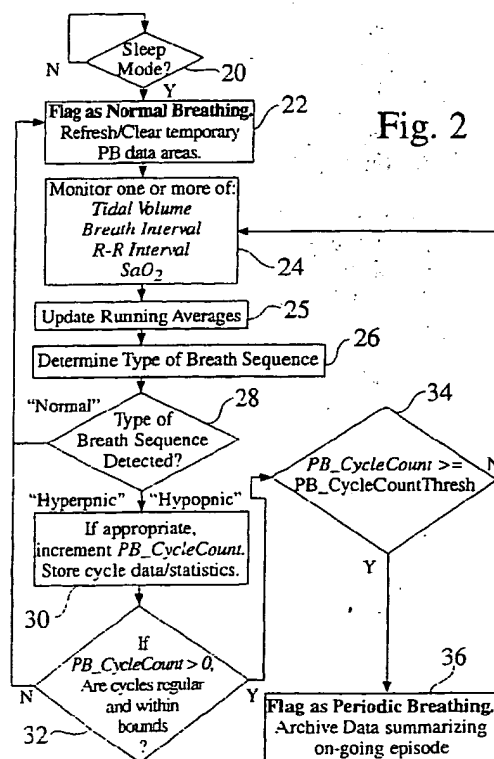 Sleep
Mode?
N
20
Y
Flag as Normal Breathing.
Refresh/Clear temporary
PB data areas.
22
Fig. 2
Monitor one or more of:
Tidal Volume
Breath Interval
R-R Interval
SaO2
24
Update Running Averages
25
Determine Type of Breath Sequence
26
"Normal"
28
Type of
Breath Sequence
Detected?
"Hyperpnic" "Hypopnic"
If appropriate,
increment PB_CycleCount.
Store cycle data/statistics.
30
If
PB_CycleCount > 0,
Are cycles regular
and within
bounds
?
N
Y
32
34
PB_CycleCount >=
PB_CycleCountThresh
N
Y
36
Flag as Periodic Breathing.
Archive Data summarizing
on-going episode